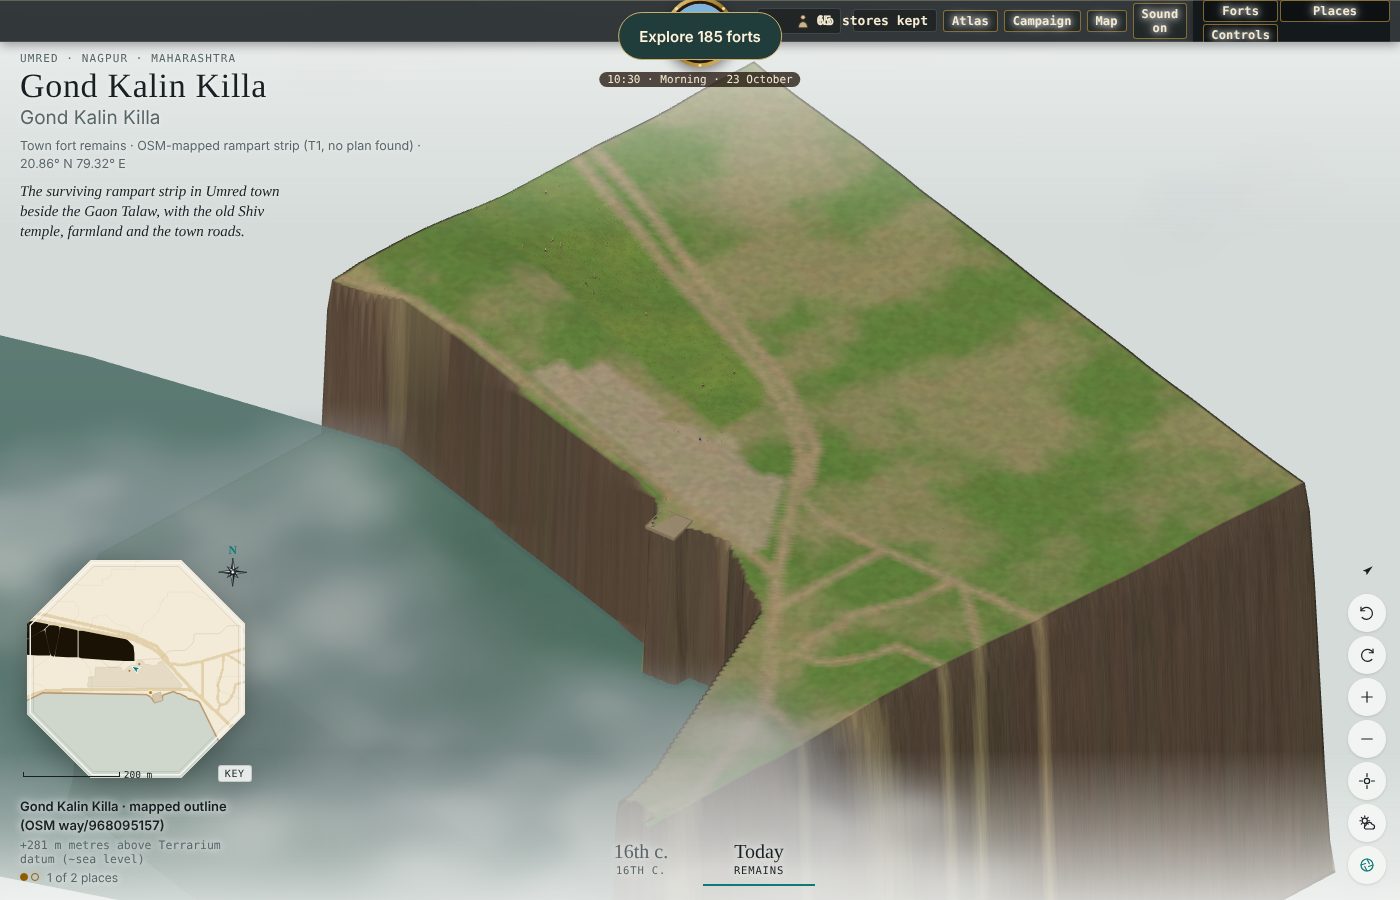 Explore 185 forts
stores kept
Atlas
Campaign
Map
Sound on
Forts
Places
Controls
10:30 · Morning · 23 October
UMRED · NAGPUR · MAHARASHTRA
Gond Kalin Killa
Gond Kalin Killa
Town fort remains · OSM-mapped rampart strip (T1, no plan found) ·
20.86° N 79.32° E
The surviving rampart strip in Umred town
beside the Gaon Talaw, with the old Shiv
temple, farmland and the town roads.
N
200 m
KEY
Gond Kalin Killa · mapped outline
(OSM way/968095157)
+281 m metres above Terrarium
datum (~sea level)
1 of 2 places
16th c.
16TH C.
Today
REMAINS